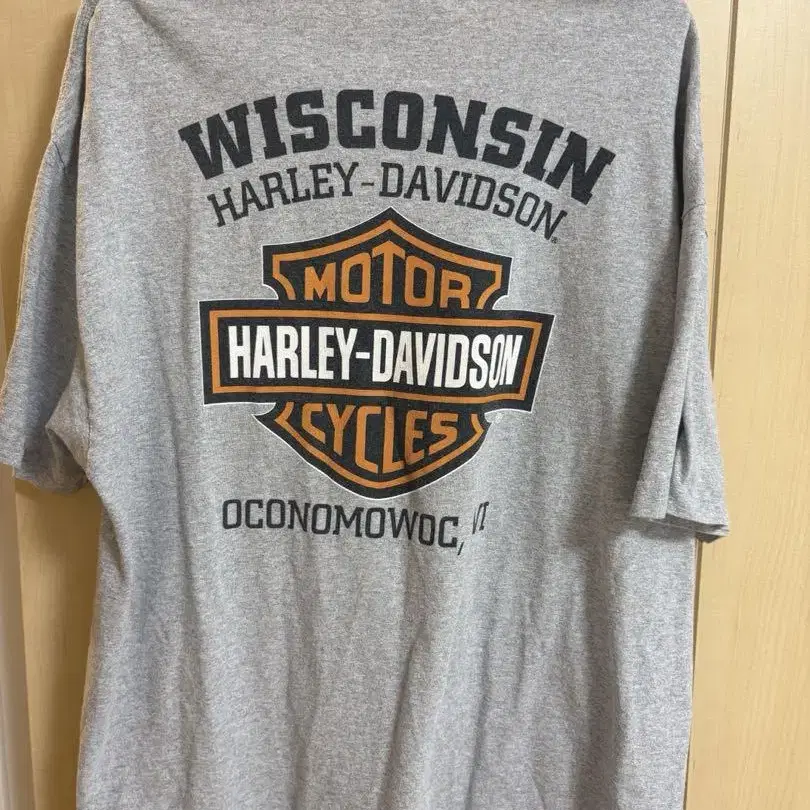 WISCONSIN
HARLEY-DAVIDSON
MOTOR
HARLEY-DAVIDSON
CYCLES
OCONOMOWOC,